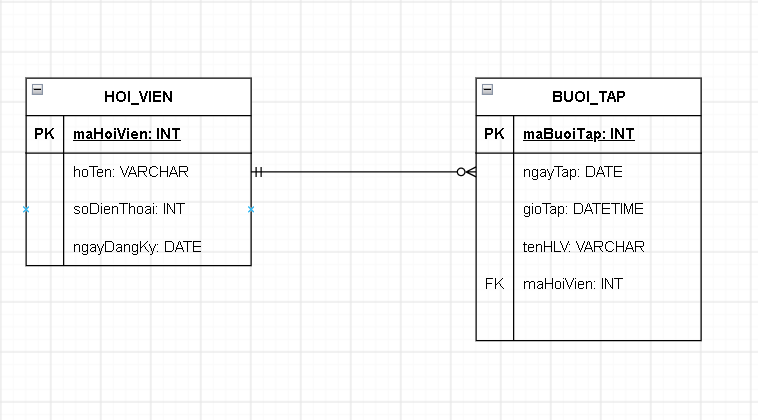 HOI_VIEN
PK maHoiVien: INT
hoTen: VARCHAR
soDienThoai: INT
ngayDangKy: DATE
BUOI_TAP
PK maBuoiTap: INT
ngayTap: DATE
gioTap: DATETIME
tenHLV: VARCHAR
FK maHoiVien: INT